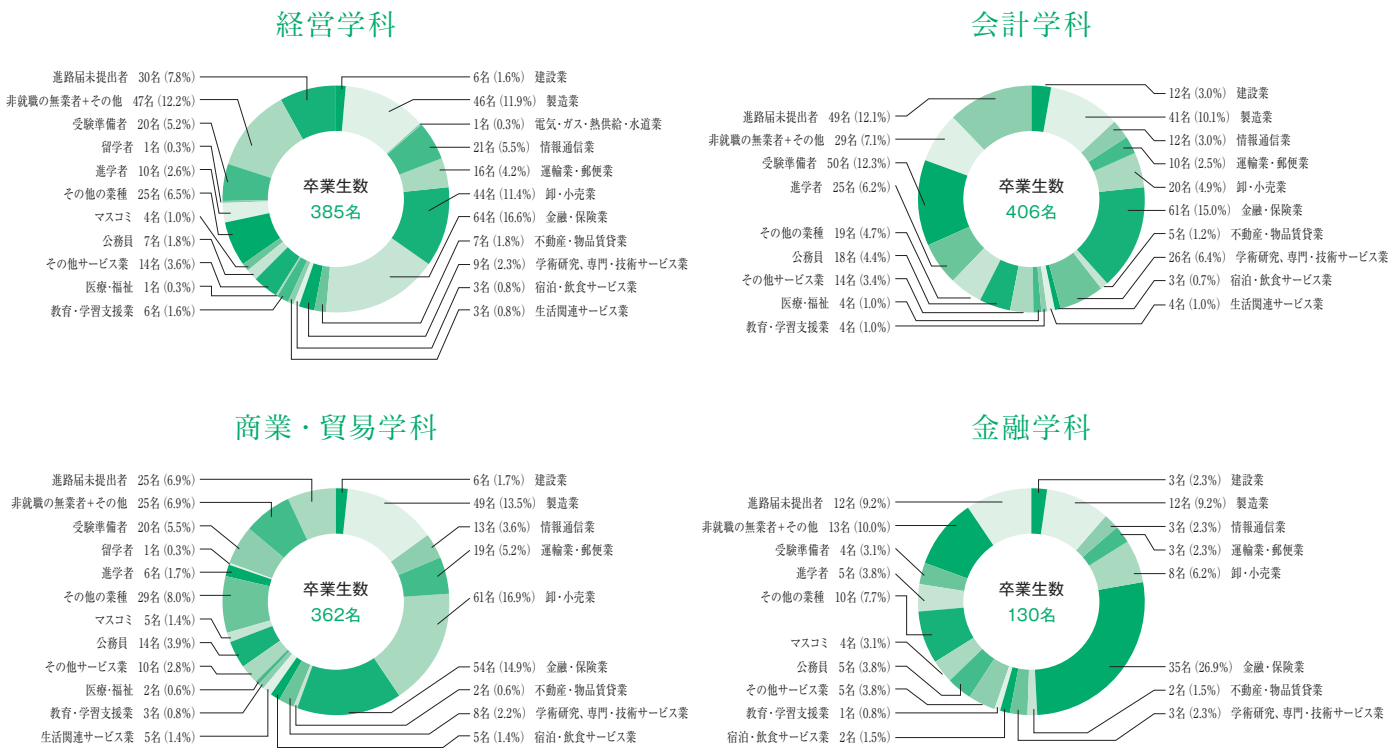 経営学科
進路届未提出者 30名(7.8%)
非就職の無業者+その他 47名(12.2%)
受験準備者 20名(5.2%)
留学者 1名(0.3%)
進学者 10名(2.6%)
その他の業種 25名(6.5%)
マスコミ 4名(1.0%)
公務員 7名(1.8%)
その他サービス業 14名(3.6%)
医療・福祉 1名(0.3%)
教育・学習支援業 6名(1.6%)
卒業生数
385名
6名(1.6%) 建設業
46名(11.9%) 製造業
1名(0.3%) 電気・ガス・熱供給・水道業
21名(5.5%) 情報通信業
16名(4.2%) 運輸業・郵便業
44名(11.4%) 卸・小売業
64名(16.6%) 金融・保険業
7名(1.8%) 不動産・物品賃貸業
9名(2.3%) 学術研究、専門・技術サービス業
3名(0.8%) 宿泊・飲食サービス業
3名(0.8%) 生活関連サービス業
会計学科
進路届未提出者 49名(12.1%)
非就職の無業者+その他 29名(7.1%)
受験準備者 50名(12.3%)
進学者 25名(6.2%)
その他の業種 19名(4.7%)
公務員 18名(4.4%)
その他サービス業 14名(3.4%)
医療・福祉 4名(1.0%)
教育・学習支援業 4名(1.0%)
卒業生数
406名
12名(3.0%) 建設業
41名(10.1%) 製造業
12名(3.0%) 情報通信業
10名(2.5%) 運輸業・郵便業
20名(4.9%) 卸・小売業
61名(15.0%) 金融・保険業
5名(1.2%) 不動産・物品賃貸業
26名(6.4%) 学術研究、専門・技術サービス業
3名(0.7%) 宿泊・飲食サービス業
4名(1.0%) 生活関連サービス業
商業・貿易学科
進路届未提出者 25名(6.9%)
非就職の無業者+その他 25名(6.9%)
受験準備者 20名(5.5%)
留学者 1名(0.3%)
進学者 6名(1.7%)
その他の業種 29名(8.0%)
マスコミ 5名(1.4%)
公務員 14名(3.9%)
その他サービス業 10名(2.8%)
医療・福祉 2名(0.6%)
教育・学習支援業 3名(0.8%)
生活関連サービス業 5名(1.4%)
卒業生数
362名
6名(1.7%) 建設業
49名(13.5%) 製造業
13名(3.6%) 情報通信業
19名(5.2%) 運輸業・郵便業
61名(16.9%) 卸・小売業
54名(14.9%) 金融・保険業
2名(0.6%) 不動産・物品賃貸業
8名(2.2%) 学術研究、専門・技術サービス業
5名(1.4%) 宿泊・飲食サービス業
金融学科
進路届未提出者 12名(9.2%)
非就職の無業者+その他 13名(10.0%)
受験準備者 4名(3.1%)
進学者 5名(3.8%)
その他の業種 10名(7.7%)
マスコミ 4名(3.1%)
公務員 5名(3.8%)
その他サービス業 5名(3.8%)
教育・学習支援業 1名(0.8%)
宿泊・飲食サービス業 2名(1.5%)
卒業生数
130名
3名(2.3%) 建設業
12名(9.2%) 製造業
3名(2.3%) 情報通信業
3名(2.3%) 運輸業・郵便業
8名(6.2%) 卸・小売業
35名(26.9%) 金融・保険業
2名(1.5%) 不動産・物品賃貸業
3名(2.3%) 学術研究、専門・技術サービス業